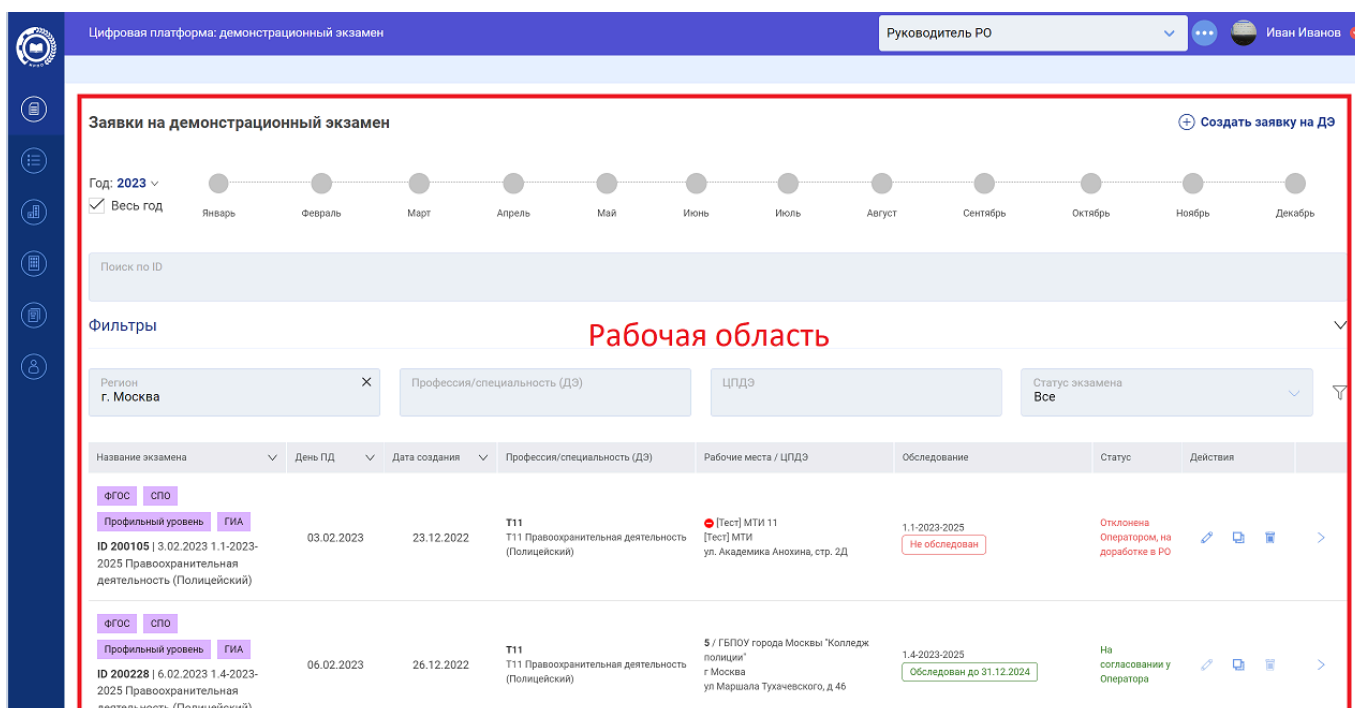 Цифровая платформа: демонстрационный экзамен
Руководитель РО
Иван Иванов
Заявки на демонстрационный экзамен
Создать заявку на ДЭ
Год: 2023
Весь год
Январь
Февраль
Март
Апрель
Май
Июнь
Июль
Август
Сентябрь
Октябрь
Ноябрь
Декабрь
Поиск по ID
Фильтры
Рабочая область
Регион
г. Москва
Профессия/специальность (ДЭ)
ЦПДЭ
Статус экзамена
Все
Название экзамена
День ПД
Дата создания
Профессия/специальность (ДЭ)
Рабочие места / ЦПДЭ
Обследование
Статус
Действия
ФГОС СПО
Профильный уровень ГИА
ID 200105 | 3.02.2023 1.1-2023-
2025 Правоохранительная
деятельность (Полицейский)
03.02.2023
23.12.2022
Т11
Т11 Правоохранительная деятельность
(Полицейский)
[Тест] МТИ 11
[Тест] МТИ
ул. Академика Анохина, стр. 2Д
1.1-2023-2025
Не обследован
Отклонена
Оператором, на
доработке в РО
ФГОС СПО
Профильный уровень ГИА
ID 200228 | 6.02.2023 1.4-2023-
2025 Правоохранительная
деятельность (Полицейский)
06.02.2023
26.12.2022
Т11
Т11 Правоохранительная деятельность
(Полицейский)
5 / ГБПОУ города Москвы "Колледж
полиции"
г Москва
ул Маршала Тухачевского, д 46
1.4-2023-2025
Обследован до 31.12.2024
На
согласовании у
Оператора